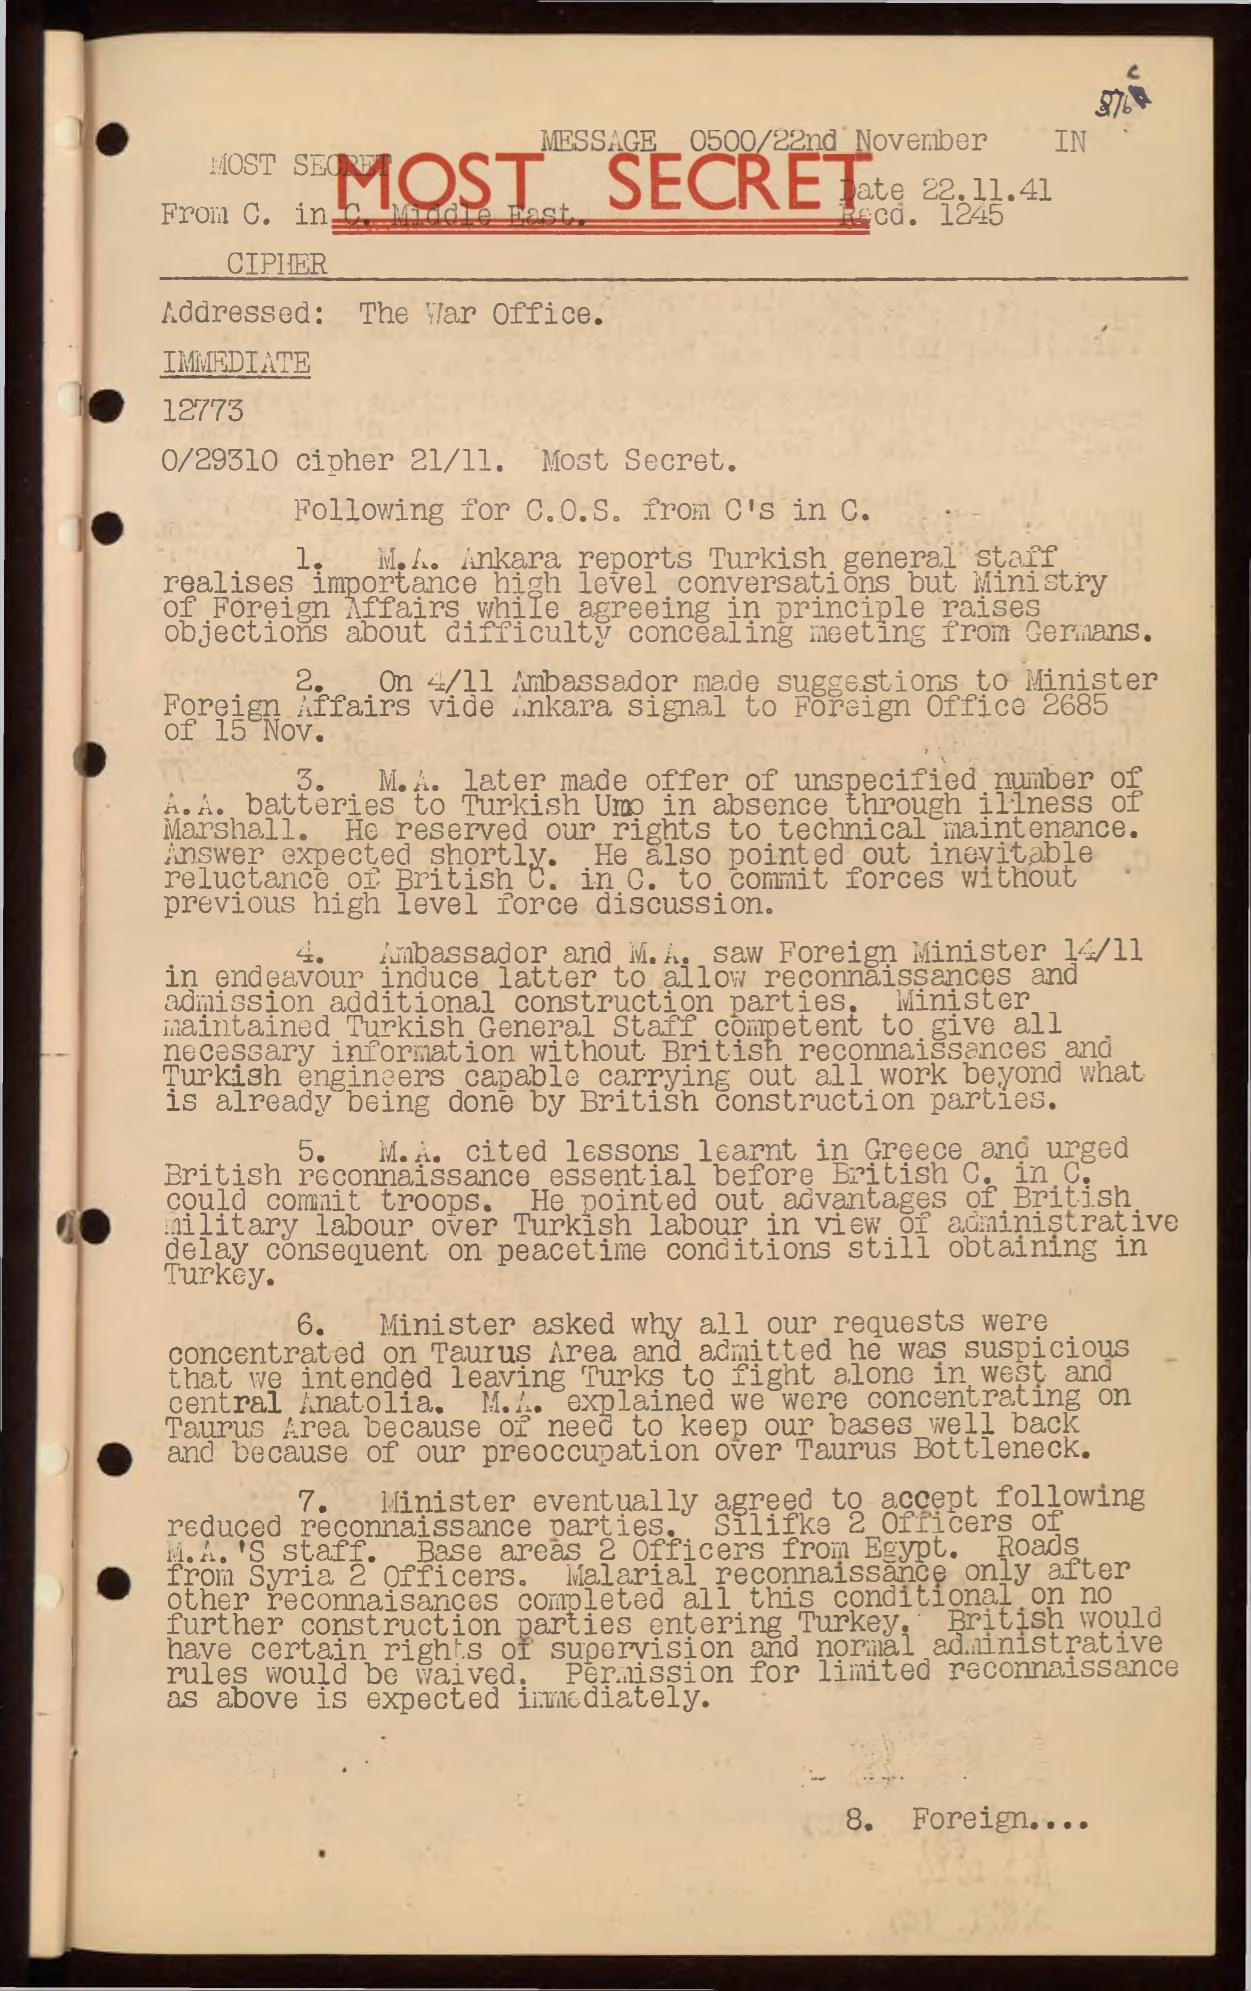 MESSAGE 0500/22nd November IN
MOST SECRET
MOST SECRET
Date 22.11.41
From C. in C. Middle East. Recd. 1245
CIPHER
Addressed: The War Office.
IMMEDIATE
12773
0/29310 cipher 21/11. Most Secret.
Following for C.O.S. from C's in C.
1. M.A. Ankara reports Turkish general staff
realises importance high level conversations but Ministry
of Foreign Affairs while agreeing in principle raises
objections about difficulty concealing meeting from Germans.
2. On 4/11 Ambassador made suggestions to Minister
Foreign Affairs vide Ankara signal to Foreign Office 2685
of 15 Nov.
3. M.A. later made offer of unspecified number of
A.A. batteries to Turkish Umo in absence through illness of
Marshall. He reserved our rights to technical maintenance.
Answer expected shortly. He also pointed out inevitable
reluctance of British C. in C. to commit forces without
previous high level force discussion.
4. Ambassador and M.A. saw Foreign Minister 14/11
in endeavour induce latter to allow reconnaissances and
admission additional construction parties. Minister
maintained Turkish General Staff competent to give all
necessary information without British reconnaissances and
Turkish engineers capable carrying out all work beyond what
is already being done by British construction parties.
5. M.A. cited lessons learnt in Greece and urged
British reconnaissance essential before British C. in C.
could commit troops. He pointed out advantages of British
military labour over Turkish labour in view of administrative
delay consequent on peacetime conditions still obtaining in
Turkey.
6. Minister asked why all our requests were
concentrated on Taurus Area and admitted he was suspicious
that we intended leaving Turks to fight alone in west and
central Anatolia. M.A. explained we were concentrating on
Taurus Area because of need to keep our bases well back
and because of our preoccupation over Taurus Bottleneck.
7. Minister eventually agreed to accept following
reduced reconnaissance parties. Silifke 2 Officers of
M.A.'S staff. Base areas 2 Officers from Egypt. Roads
from Syria 2 Officers. Malarial reconnaissance only after
other reconnaisances completed all this conditional on no
further construction parties entering Turkey. British would
have certain rights of supervision and normal administrative
rules would be waived. Permission for limited reconnaissance
as above is expected immediately.
8. Foreign....